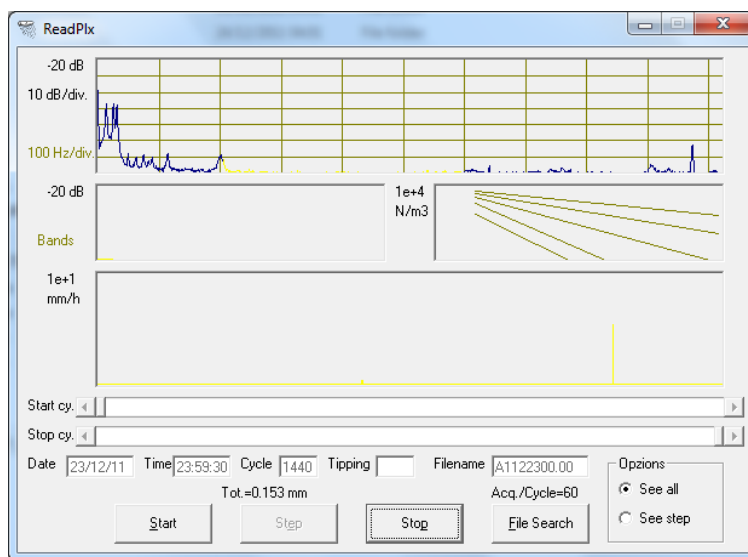 ReadPlx
-20 dB
10 dB/div.
100 Hz/div.
-20 dB
Bands
1e+4
N/m3
1e+1
mm/h
Start cy.
Stop cy.
Date 23/12/11 Time 23:59:30 Cycle 1440 Tipping Filename A1122300.00
Tot.=0.153 mm Acq./Cycle=60
Opzions
See all
See step
Start Step Stop File Search